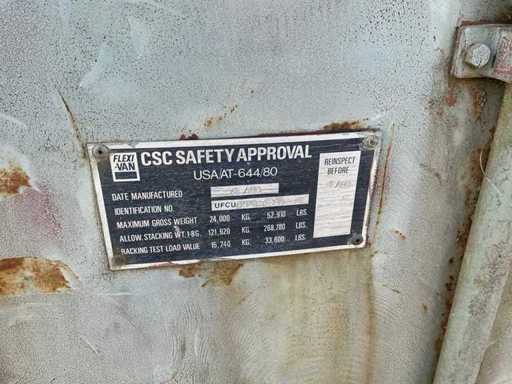 FLEXI
-VAN
CSC SAFETY APPROVAL
USA/AT-644/80
DATE MANUFACTURED
IDENTIFICATION NO. UFCU
MAXIMUM GROSS WEIGHT 24,000 KG. 52,910 LBS.
ALLOW. STACKING WT. 1·8G. 121,920 KG. 268,780 LBS.
RACKING TEST LOAD VALUE 15,240 KG. 33,600 LBS.
REINSPECT
BEFORE